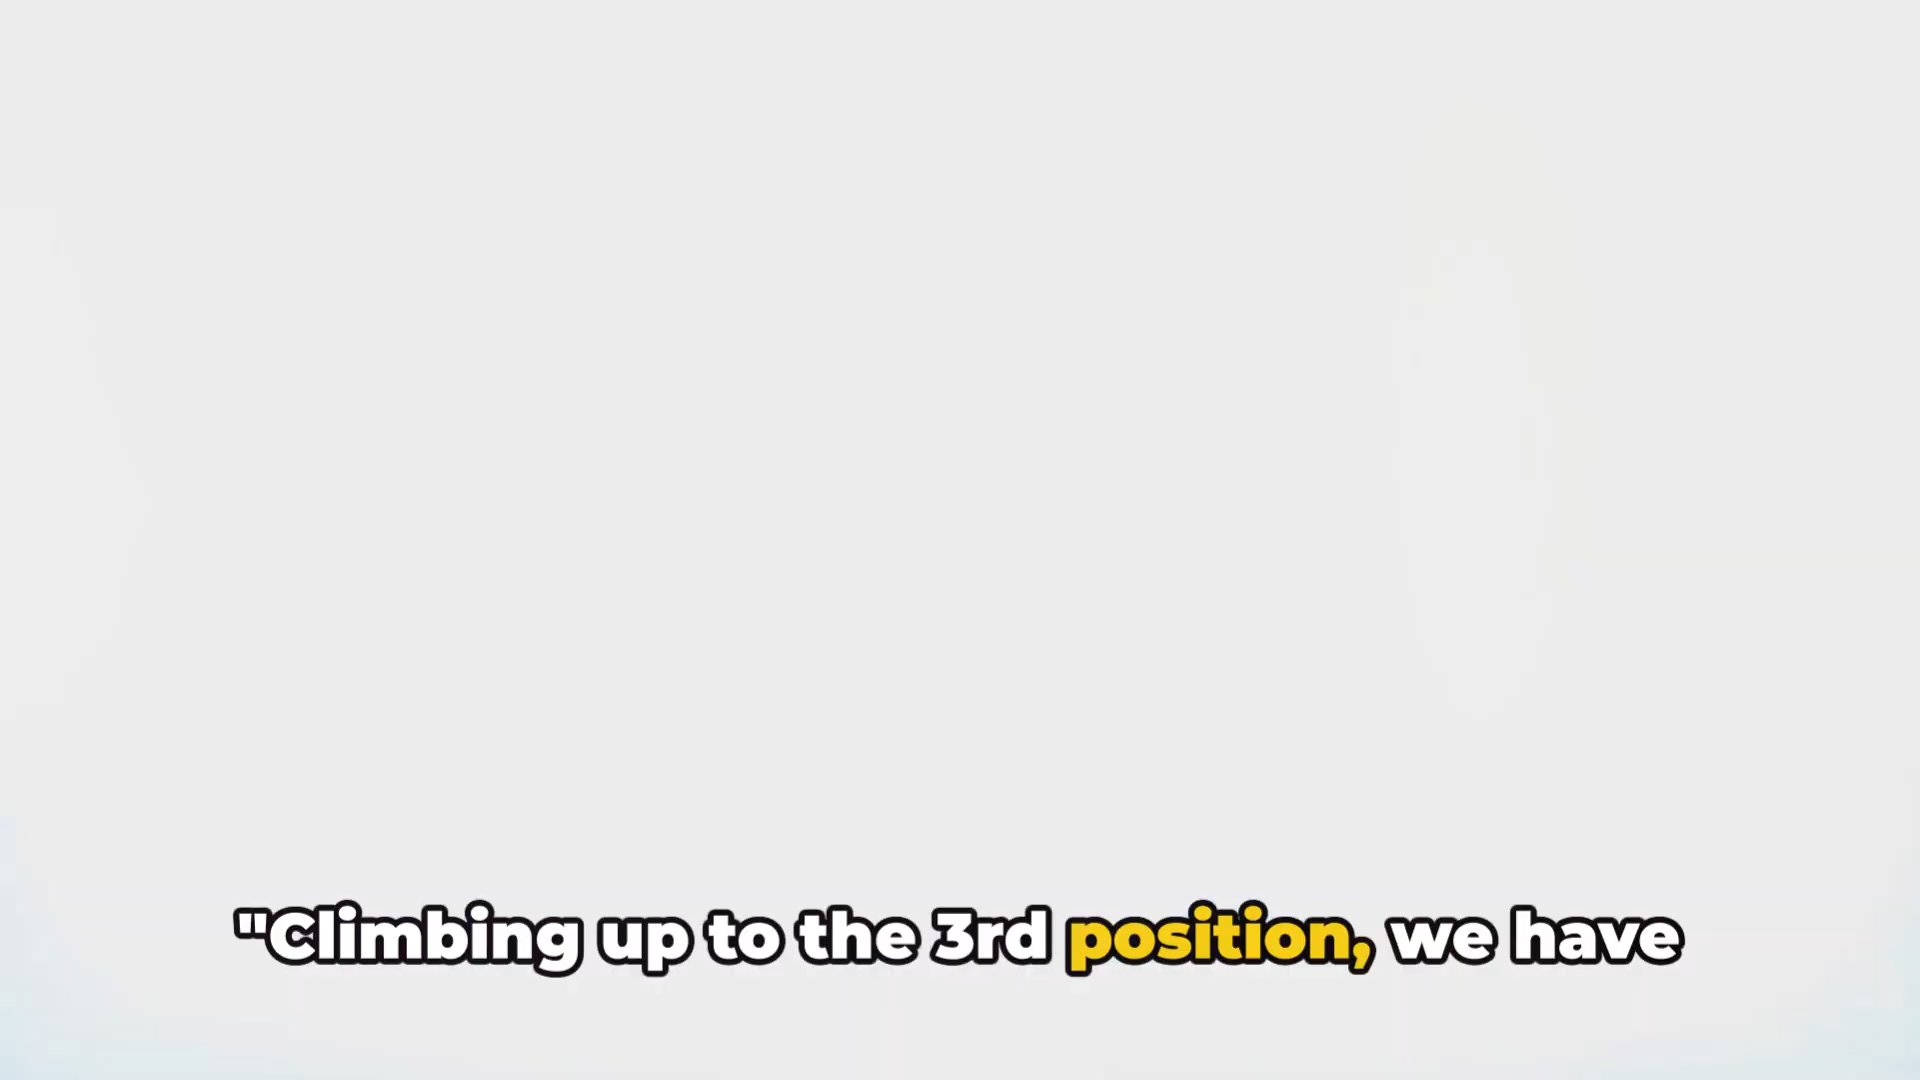 "Climbing up to the 3rd position, we have